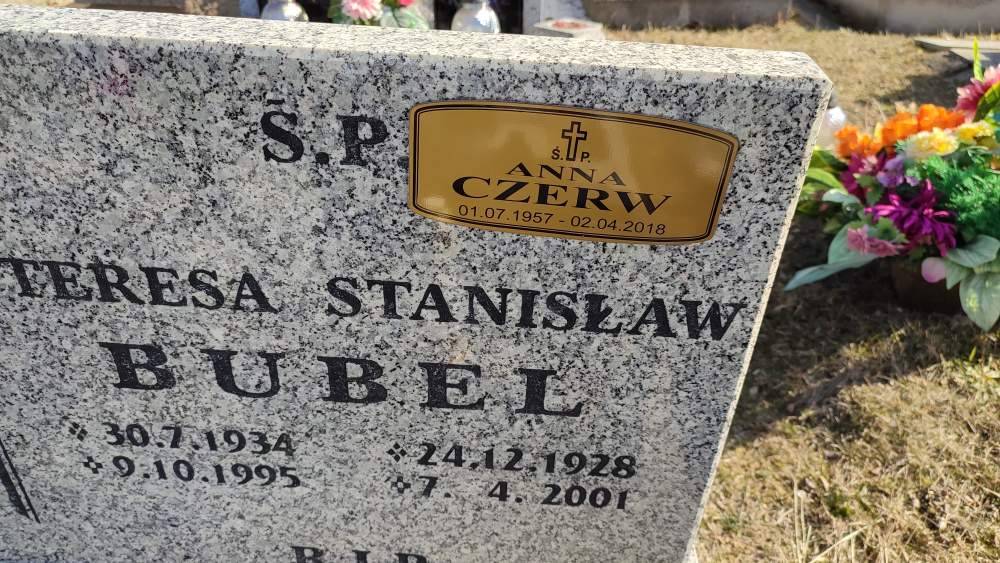 Ś.P.
Ś. P.
ANNA
CZERW
01.07.1957 - 02.04.2018
TERESA STANISŁAW
BUBEL
30.7.1934 24.12.1928
9.10.1995 7. 4. 2001
R.I.P.